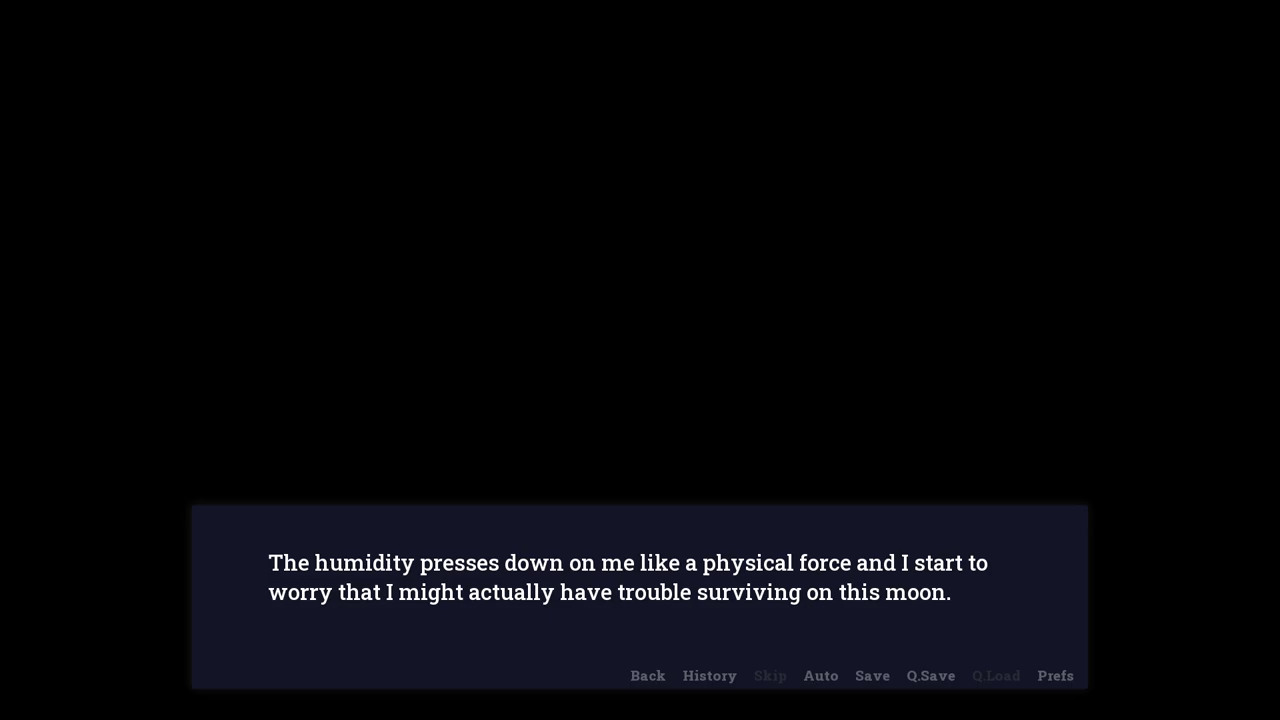 The humidity presses down on me like a physical force and I start to
worry that I might actually have trouble surviving on this moon.
Back History Skip Auto Save Q.Save Q.Load Prefs